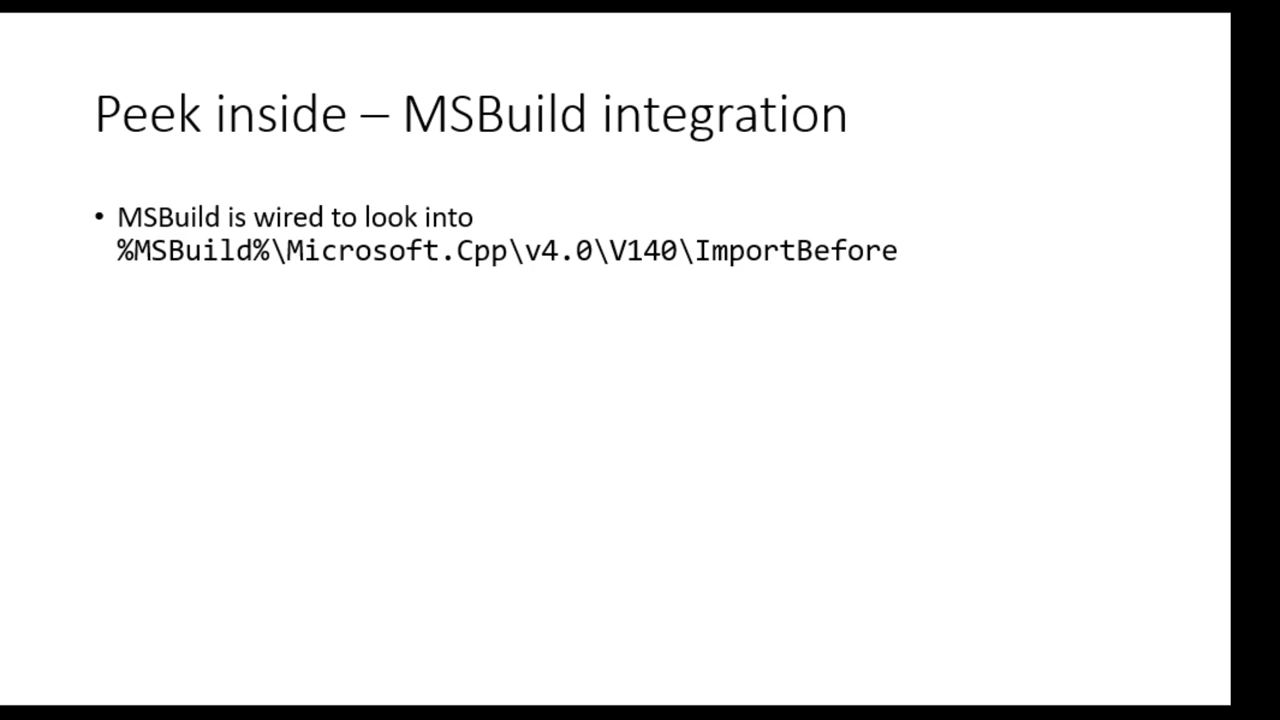 Peek inside – MSBuild integration
• MSBuild is wired to look into
%MSBuild%\Microsoft.Cpp\v4.0\V140\ImportBefore